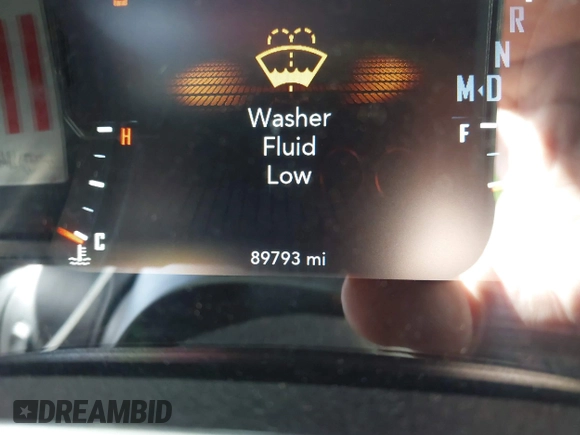 R
N
M◂D
H
F
Washer
Fluid
Low
C
89793 mi
DREAMBID